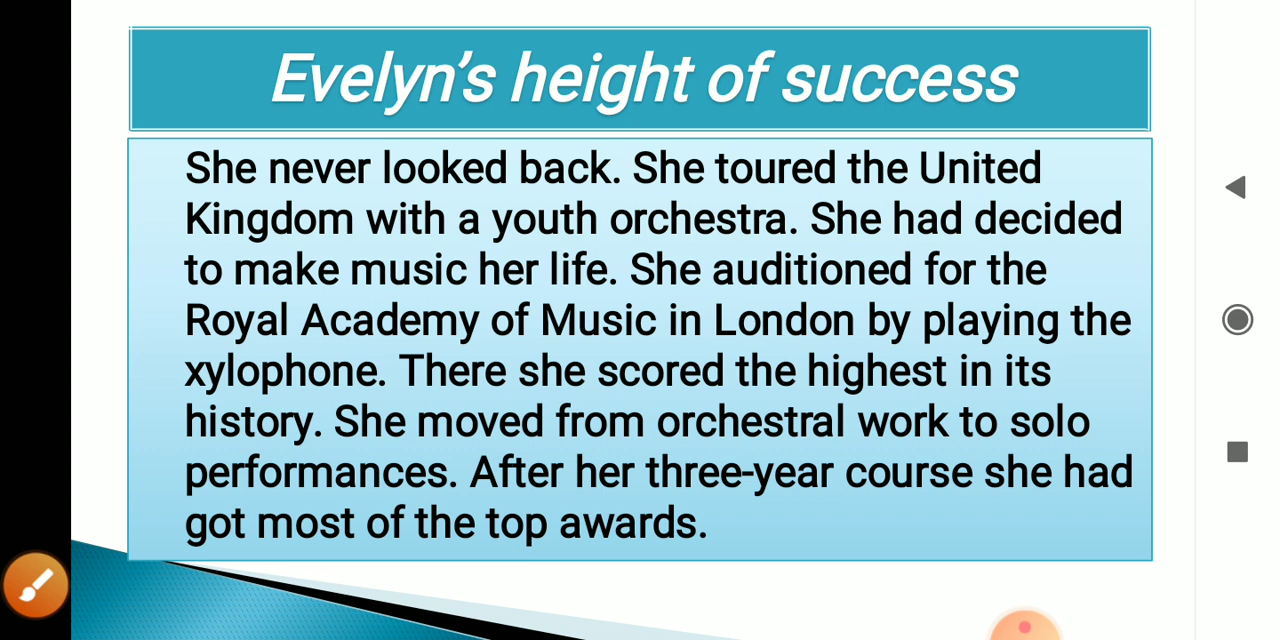 Evelyn’s height of success
She never looked back. She toured the United
Kingdom with a youth orchestra. She had decided
to make music her life. She auditioned for the
Royal Academy of Music in London by playing the
xylophone. There she scored the highest in its
history. She moved from orchestral work to solo
performances. After her three-year course she had
got most of the top awards.